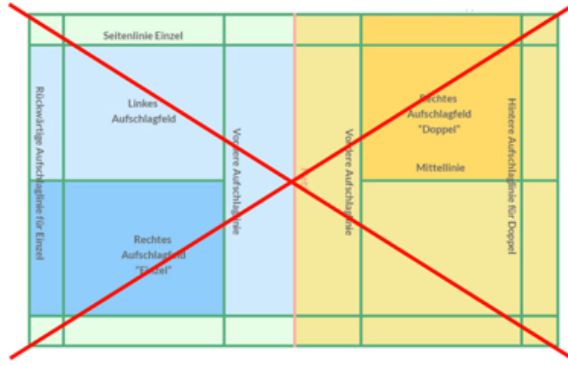 Seitenlinie Einzel
Linkes
Aufschlagfeld
Rückwärtige Aufschlaglinie für Einzel
Vordere Aufschlaglinie
Rechtes
Aufschlagfeld
"Einzel"
Vordere Aufschlaglinie
Rechtes
Aufschlagfeld
"Doppel"
Mittellinie
Hintere Aufschlaglinie für Doppel